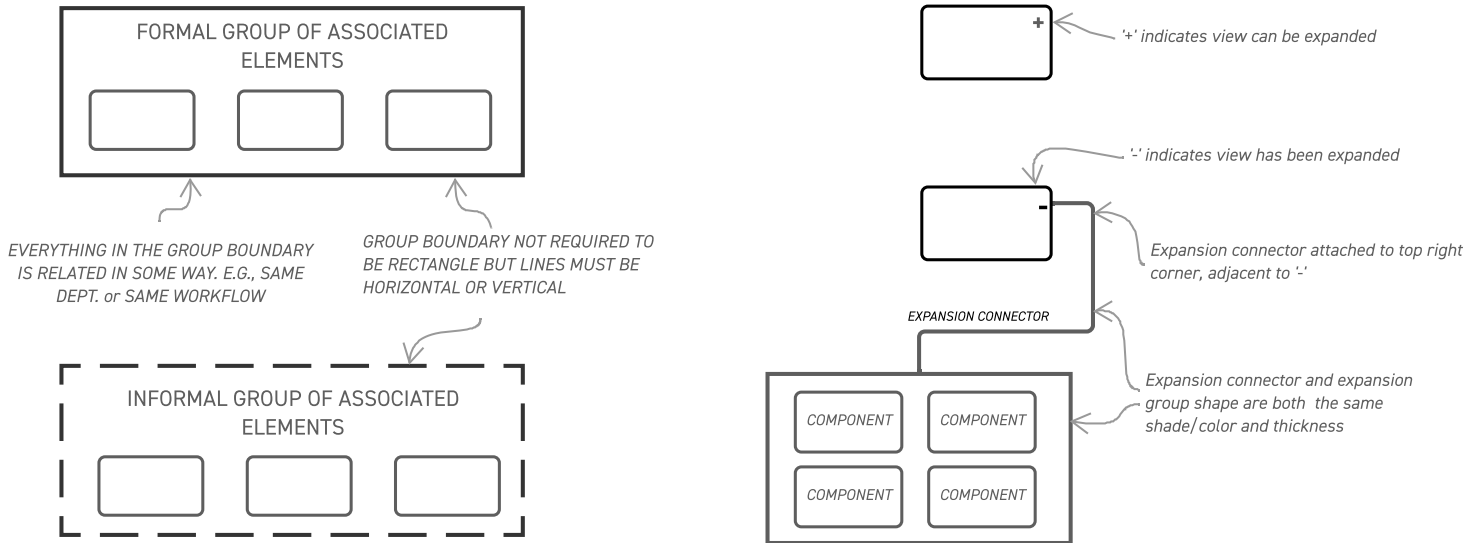 FORMAL GROUP OF ASSOCIATED
ELEMENTS
EVERYTHING IN THE GROUP BOUNDARY
IS RELATED IN SOME WAY. E.G., SAME
DEPT. or SAME WORKFLOW
GROUP BOUNDARY NOT REQUIRED TO
BE RECTANGLE BUT LINES MUST BE
HORIZONTAL OR VERTICAL
INFORMAL GROUP OF ASSOCIATED
ELEMENTS
+
'+' indicates view can be expanded
'-' indicates view has been expanded
-
Expansion connector attached to top right
corner, adjacent to '-'
EXPANSION CONNECTOR
Expansion connector and expansion
group shape are both the same
shade/color and thickness
COMPONENT
COMPONENT
COMPONENT
COMPONENT